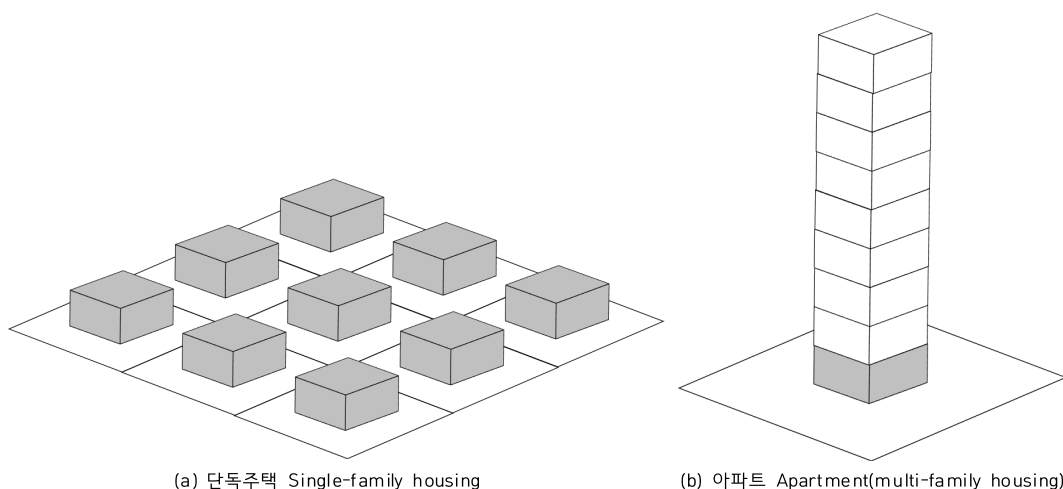 (a) 단독주택 Single-family housing
(b) 아파트 Apartment(multi-family housing)